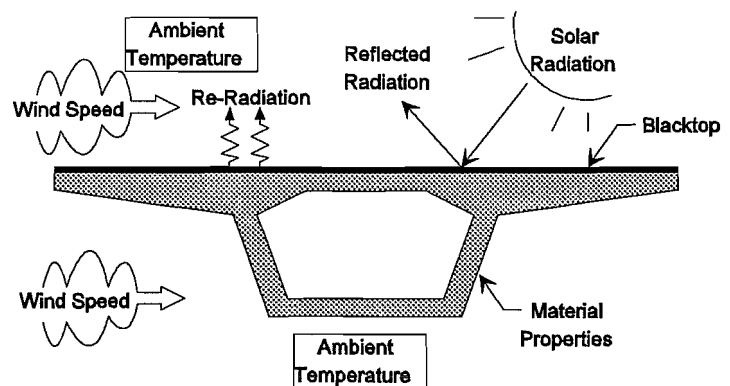 Ambient
Temperature
Solar
Radiation
Reflected
Radiation
Wind Speed
Re-Radiation
Blacktop
Wind Speed
Material
Properties
Ambient
Temperature